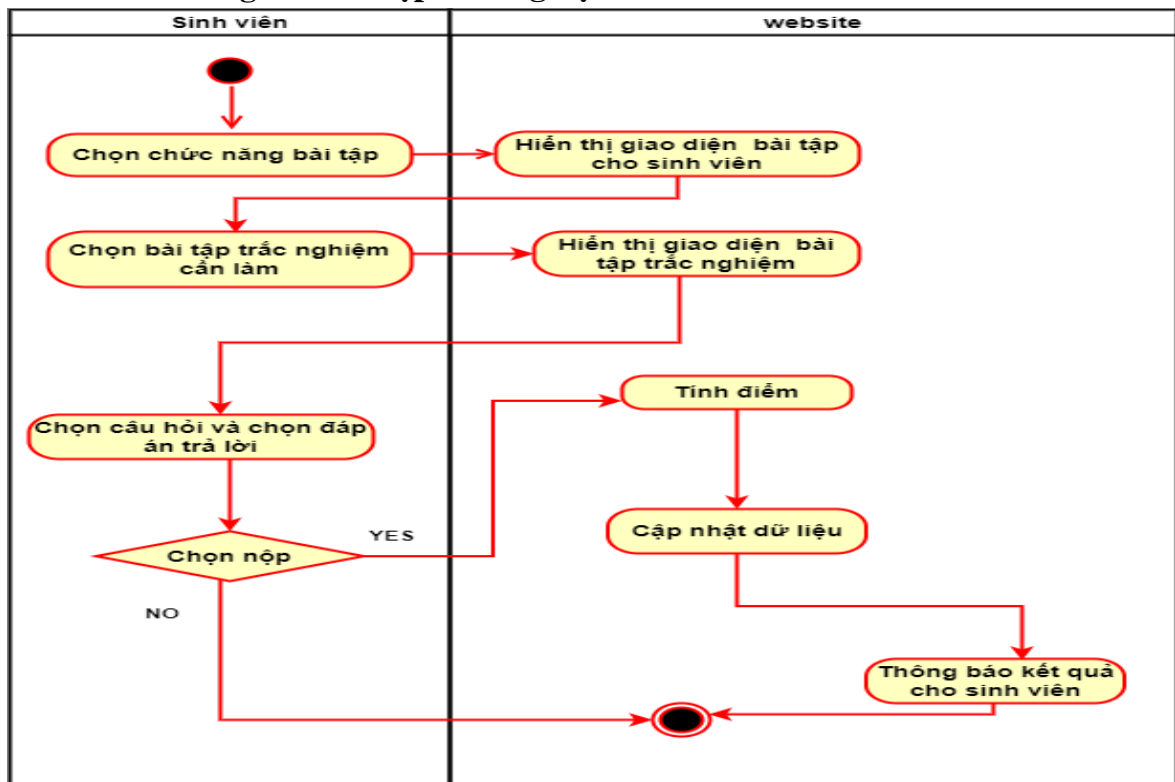 Sinh viên
website
Chọn chức năng bài tập
Hiển thị giao diện bài tập
cho sinh viên
Chọn bài tập trắc nghiệm
cần làm
Hiển thị giao diện bài
tập trắc nghiệm
Tính điểm
Chọn câu hỏi và chọn đáp
án trả lời
YES
Cập nhật dữ liệu
Chọn nộp
NO
Thông báo kết quả
cho sinh viên